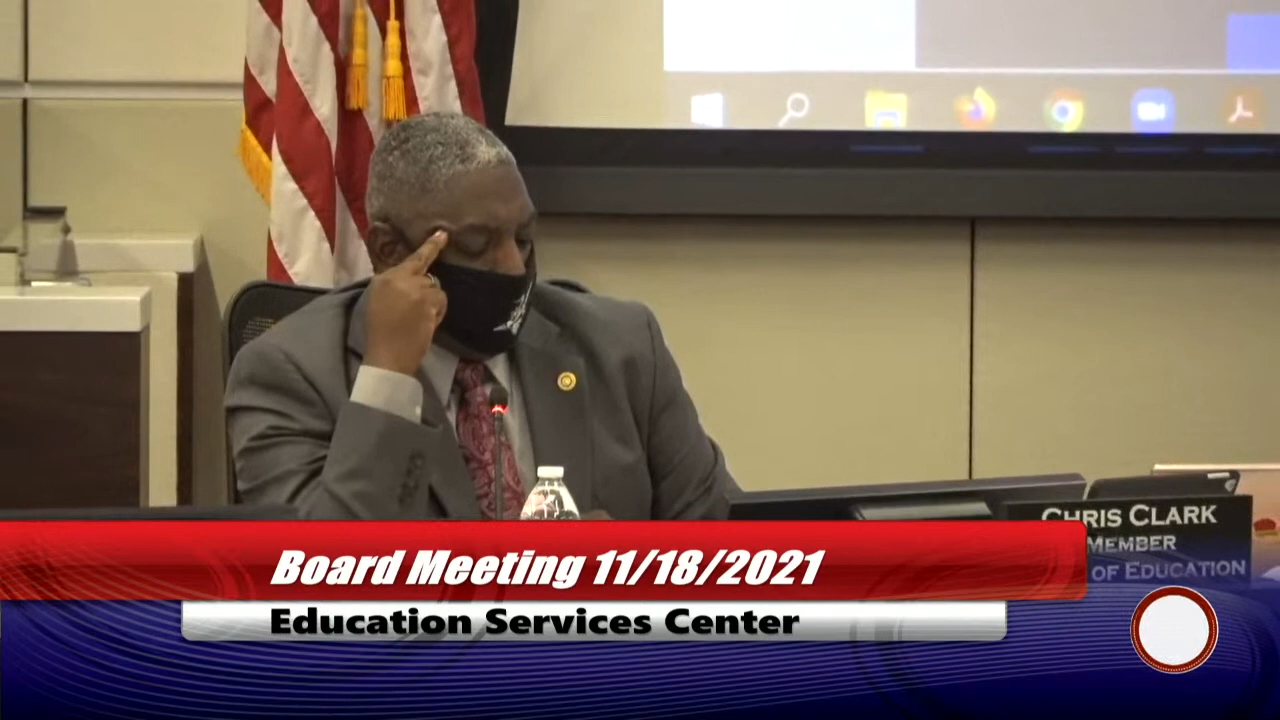 CHRIS CLARK
MEMBER
OF EDUCATION
Board Meeting 11/18/2021
Education Services Center